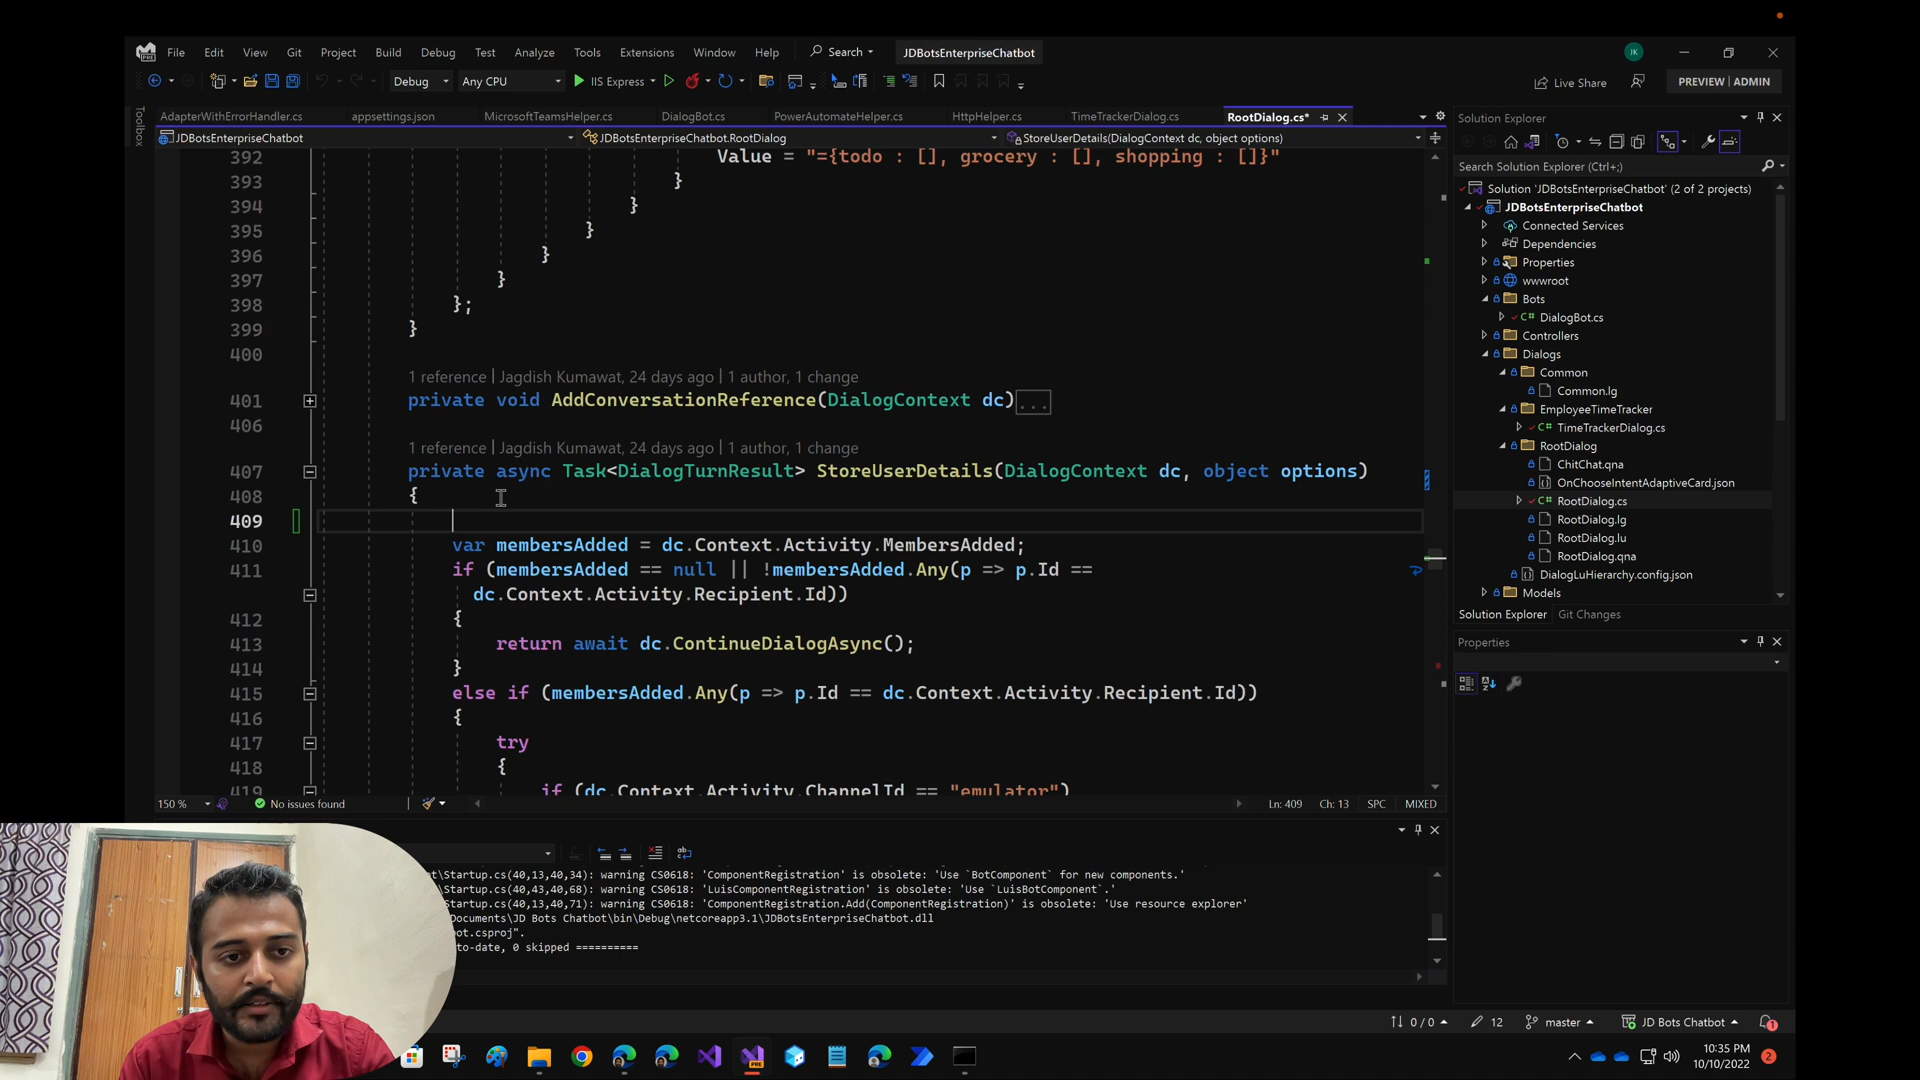 File Edit View Git Project Build Debug Test Analyze Tools Extensions Window Help Search JDBotsEnterpriseChatbot JK
Debug Any CPU IIS Express Live Share PREVIEW | ADMIN
Toolbox
AdapterWithErrorHandler.cs appsettings.json MicrosoftTeamsHelper.cs DialogBot.cs PowerAutomateHelper.cs HttpHelper.cs TimeTrackerDialog.cs RootDialog.cs*
JDBotsEnterpriseChatbot JDBotsEnterpriseChatbot.RootDialog StoreUserDetails(DialogContext dc, object options)
392 Value = "={todo : [], grocery : [], shopping : []}"
393 }
394 }
395 }
396 }
397 }
398 };
399 }
400
1 reference | Jagdish Kumawat, 24 days ago | 1 author, 1 change
401 private void AddConversationReference(DialogContext dc)...
406
1 reference | Jagdish Kumawat, 24 days ago | 1 author, 1 change
407 private async Task<DialogTurnResult> StoreUserDetails(DialogContext dc, object options)
408 {
409
410 var membersAdded = dc.Context.Activity.MembersAdded;
411 if (membersAdded == null || !membersAdded.Any(p => p.Id ==
dc.Context.Activity.Recipient.Id))
412 {
413 return await dc.ContinueDialogAsync();
414 }
415 else if (membersAdded.Any(p => p.Id == dc.Context.Activity.Recipient.Id))
416 {
417 try
418 {
419 if (dc.Context.Activity.ChannelId == "emulator")
150 % No issues found Ln: 409 Ch: 13 SPC MIXED
t\Startup.cs(40,13,40,34): warning CS0618: 'ComponentRegistration' is obsolete: 'Use `BotComponent` for new components.'
t\Startup.cs(40,43,40,68): warning CS0618: 'LuisComponentRegistration' is obsolete: 'Use `LuisBotComponent`.'
t\Startup.cs(40,13,40,71): warning CS0618: 'ComponentRegistration.Add(ComponentRegistration)' is obsolete: 'Use resource explorer'
Documents\JD Bots Chatbot\bin\Debug\netcoreapp3.1\JDBotsEnterpriseChatbot.dll
ot.csproj".
to-date, 0 skipped ==========
Solution Explorer
Search Solution Explorer (Ctrl+;)
Solution 'JDBotsEnterpriseChatbot' (2 of 2 projects)
JDBotsEnterpriseChatbot
Connected Services
Dependencies
Properties
wwwroot
Bots
C# DialogBot.cs
Controllers
Dialogs
Common
Common.lg
EmployeeTimeTracker
C# TimeTrackerDialog.cs
RootDialog
ChitChat.qna
OnChooseIntentAdaptiveCard.json
C# RootDialog.cs
RootDialog.lg
RootDialog.lu
RootDialog.qna
DialogLuHierarchy.config.json
Models
Solution Explorer Git Changes
Properties
0 / 0 12 master JD Bots Chatbot 1
PRE
10:35 PM
10/10/2022 2